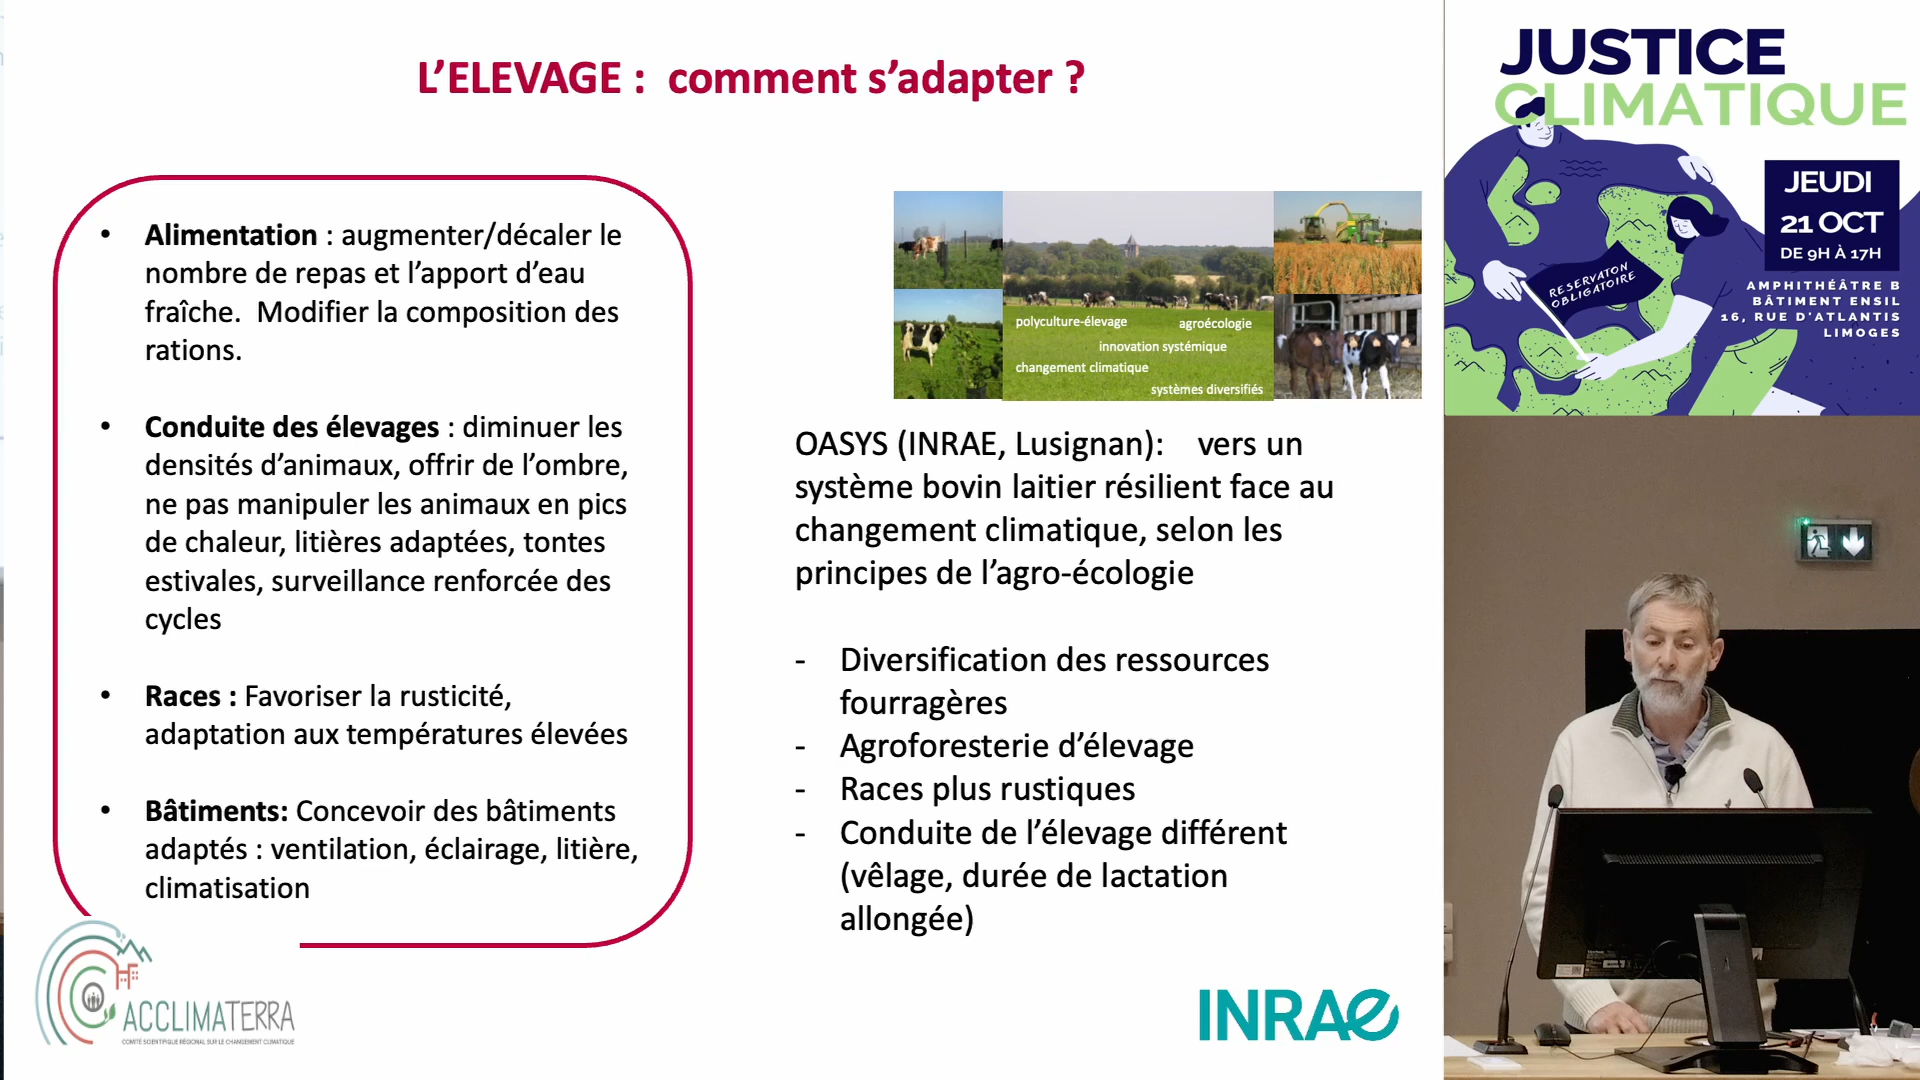 L’ELEVAGE :  comment s’adapter ?
• Alimentation : augmenter/décaler le
nombre de repas et l’apport d’eau
fraîche.  Modifier la composition des
rations.
• Conduite des élevages : diminuer les
densités d’animaux, offrir de l’ombre,
ne pas manipuler les animaux en pics
de chaleur, litières adaptées, tontes
estivales, surveillance renforcée des
cycles
• Races : Favoriser la rusticité,
adaptation aux températures élevées
• Bâtiments: Concevoir des bâtiments
adaptés : ventilation, éclairage, litière,
climatisation
ACCLIMATERRA
COMITÉ SCIENTIFIQUE RÉGIONAL SUR LE CHANGEMENT CLIMATIQUE
polyculture-élevage
agroécologie
innovation systémique
changement climatique
systèmes diversifiés
OASYS (INRAE, Lusignan):    vers un
système bovin laitier résilient face au
changement climatique, selon les
principes de l’agro-écologie
- Diversification des ressources
fourragères
- Agroforesterie d’élevage
- Races plus rustiques
- Conduite de l’élevage différent
(vêlage, durée de lactation
allongée)
INRAE
JUSTICE
CLIMATIQUE
JEUDI
21 OCT
DE 9H À 17H
RESERVATON
OBLIGATOIRE
AMPHITHÉÂTRE B
BÂTIMENT ENSIL
16, RUE D'ATLANTIS
LIMOGES